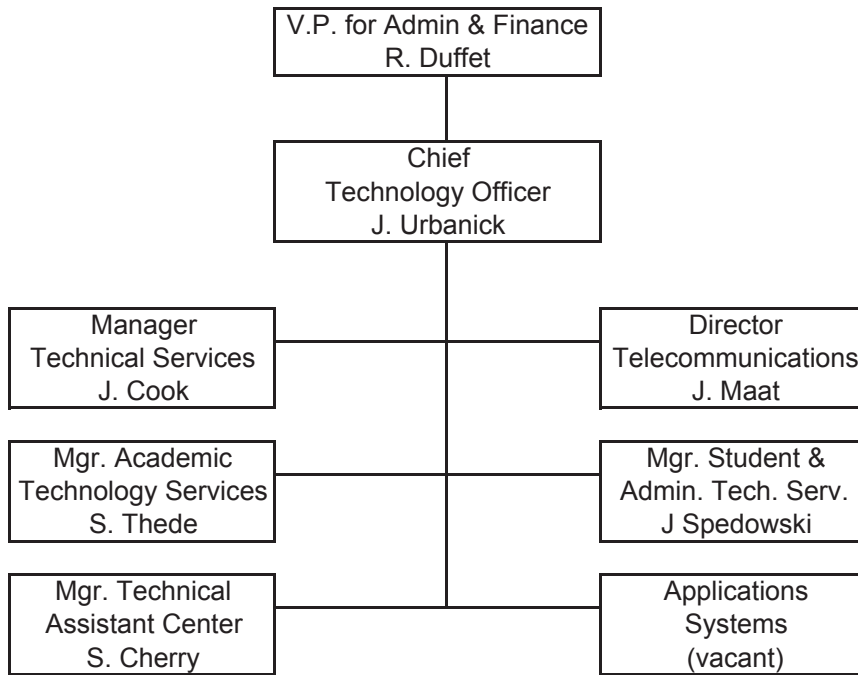 V.P. for Admin & Finance
R. Duffet
Chief
Technology Officer
J. Urbanick
Manager
Technical Services
J. Cook
Director
Telecommunications
J. Maat
Mgr. Academic
Technology Services
S. Thede
Mgr. Student &
Admin. Tech. Serv.
J Spedowski
Mgr. Technical
Assistant Center
S. Cherry
Applications
Systems
(vacant)